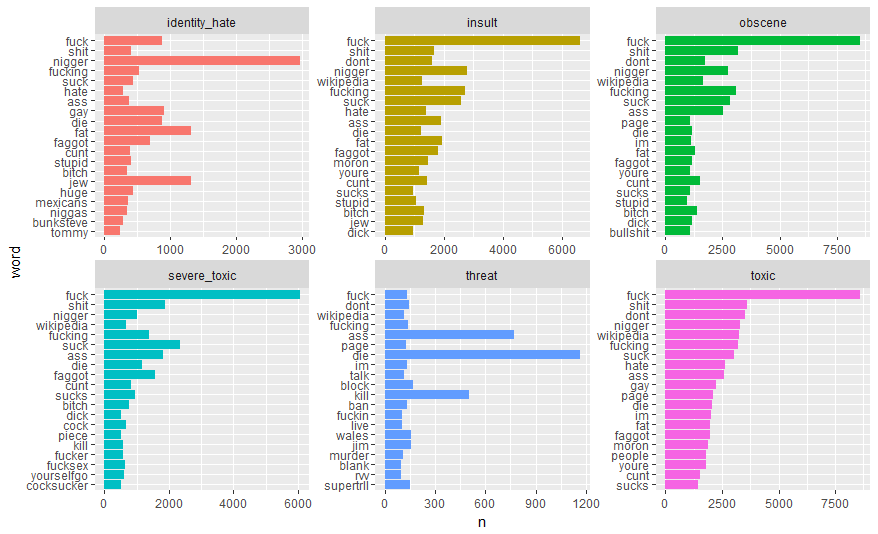 identity_hate
fuck
shit
nigger
fucking
suck
hate
ass
gay
die
fat
faggot
cunt
stupid
bitch
jew
huge
mexicans
niggas
bunksteve
tommy
0 1000 2000 3000
insult
fuck
shit
dont
nigger
wikipedia
fucking
suck
hate
ass
die
fat
faggot
moron
youre
cunt
sucks
stupid
bitch
jew
dick
0 2000 4000 6000
obscene
fuck
shit
dont
nigger
wikipedia
fucking
suck
ass
page
die
im
fat
faggot
youre
cunt
sucks
stupid
bitch
dick
bullshit
0 2500 5000 7500
word
severe_toxic
fuck
shit
nigger
wikipedia
fucking
suck
ass
die
faggot
cunt
sucks
bitch
dick
cock
piece
kill
fucker
fucksex
yourselfgo
cocksucker
0 2000 4000 6000
threat
fuck
dont
wikipedia
fucking
ass
page
die
im
talk
block
kill
ban
fuckin
live
wales
jim
murder
blank
rvv
supertrll
0 300 600 900 1200
toxic
fuck
shit
dont
nigger
wikipedia
fucking
suck
hate
ass
gay
page
die
im
fat
faggot
moron
people
youre
cunt
sucks
0 2500 5000 7500
n